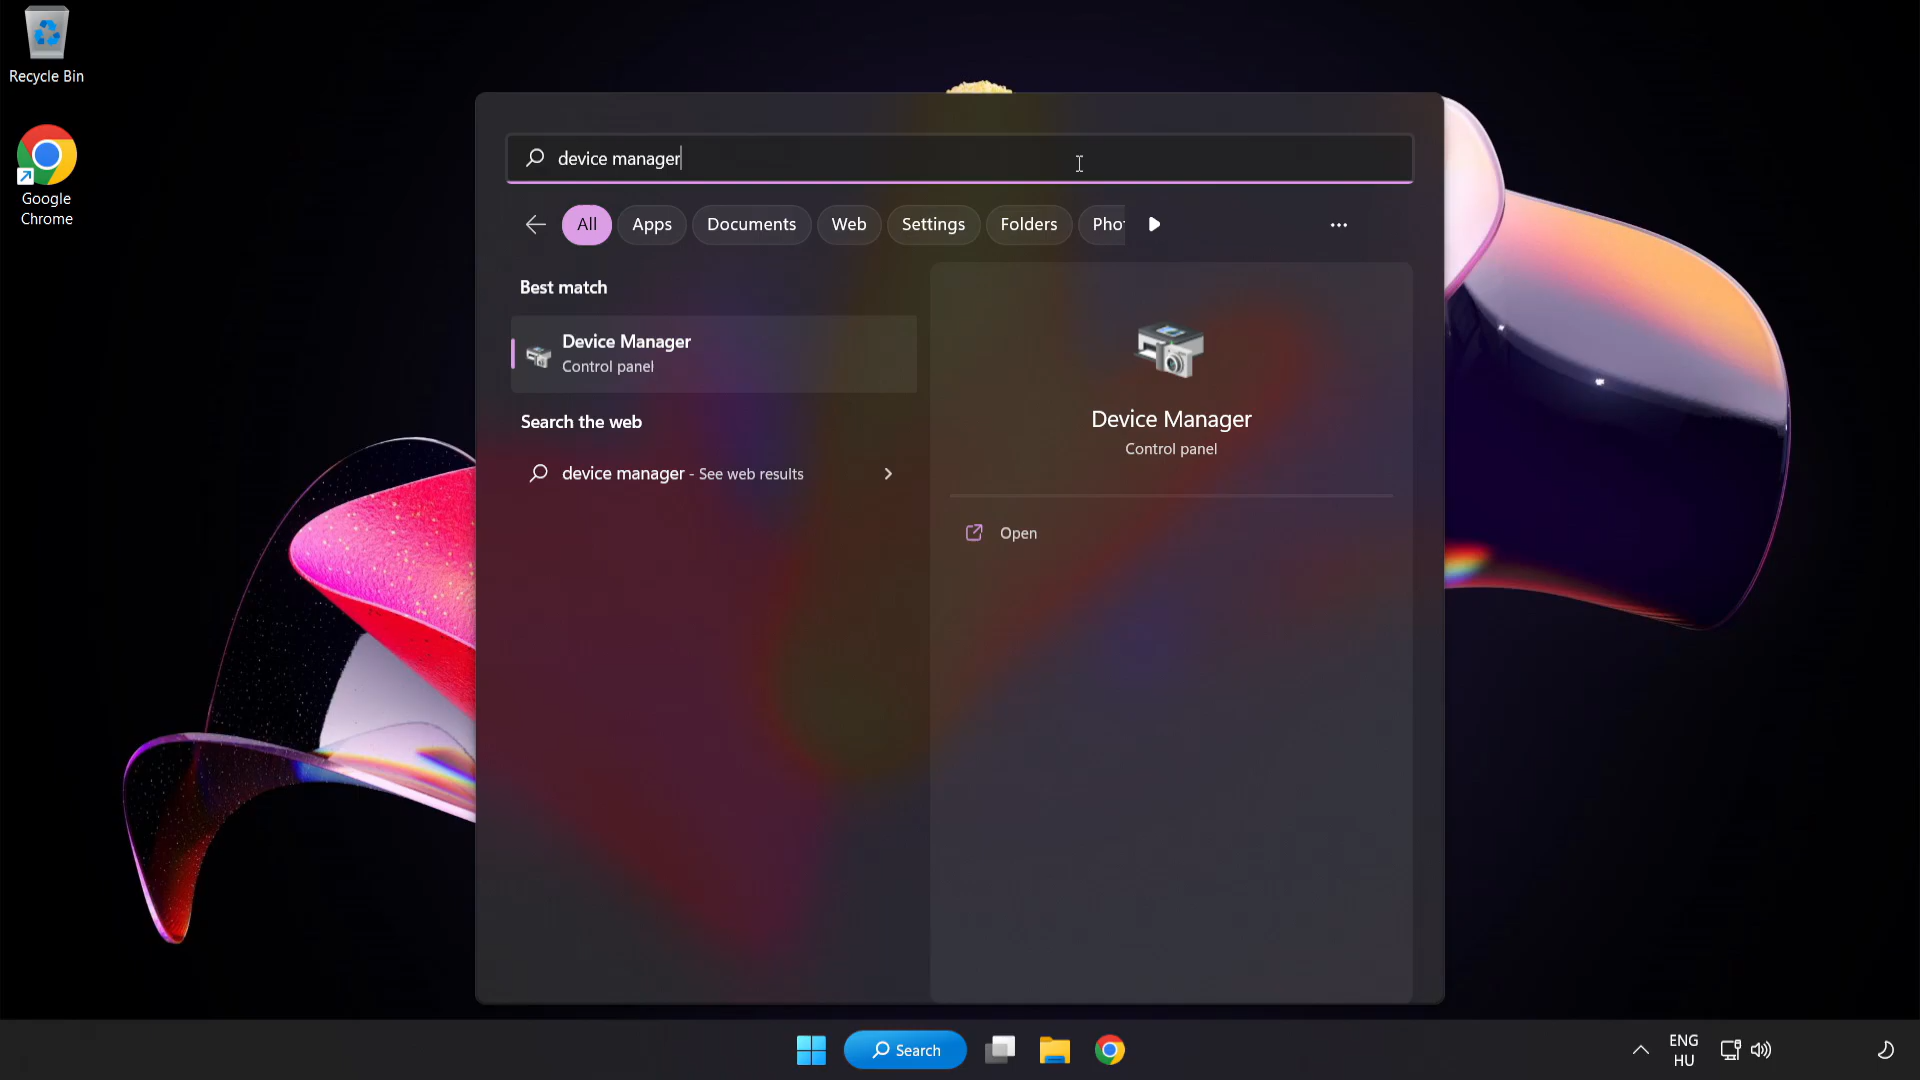 Recycle Bin
Google
Chrome
device manager
All
Apps
Documents
Web
Settings
Folders
Pho
Best match
Device Manager
Control panel
Search the web
device manager - See web results
Device Manager
Control panel
Open
Search
ENG
HU